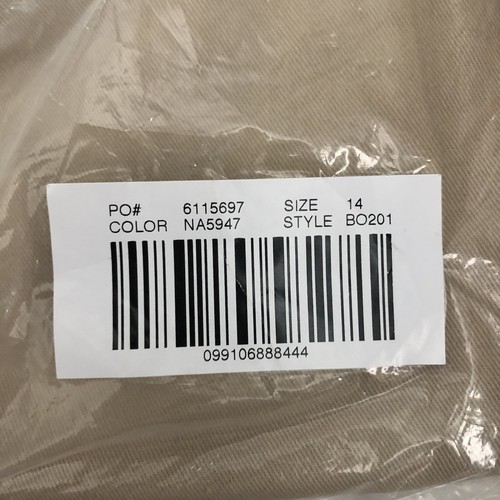 PO# 6115697 SIZE 14
COLOR NA5947 STYLE BO201
099106888444